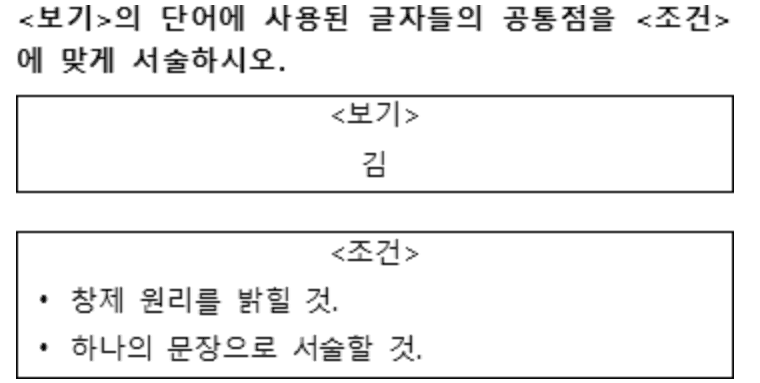 <보기>의 단어에 사용된 글자들의 공통점을 <조건>
에 맞게 서술하시오.
<보기>
김
<조건>
• 창제 원리를 밝힐 것.
• 하나의 문장으로 서술할 것.